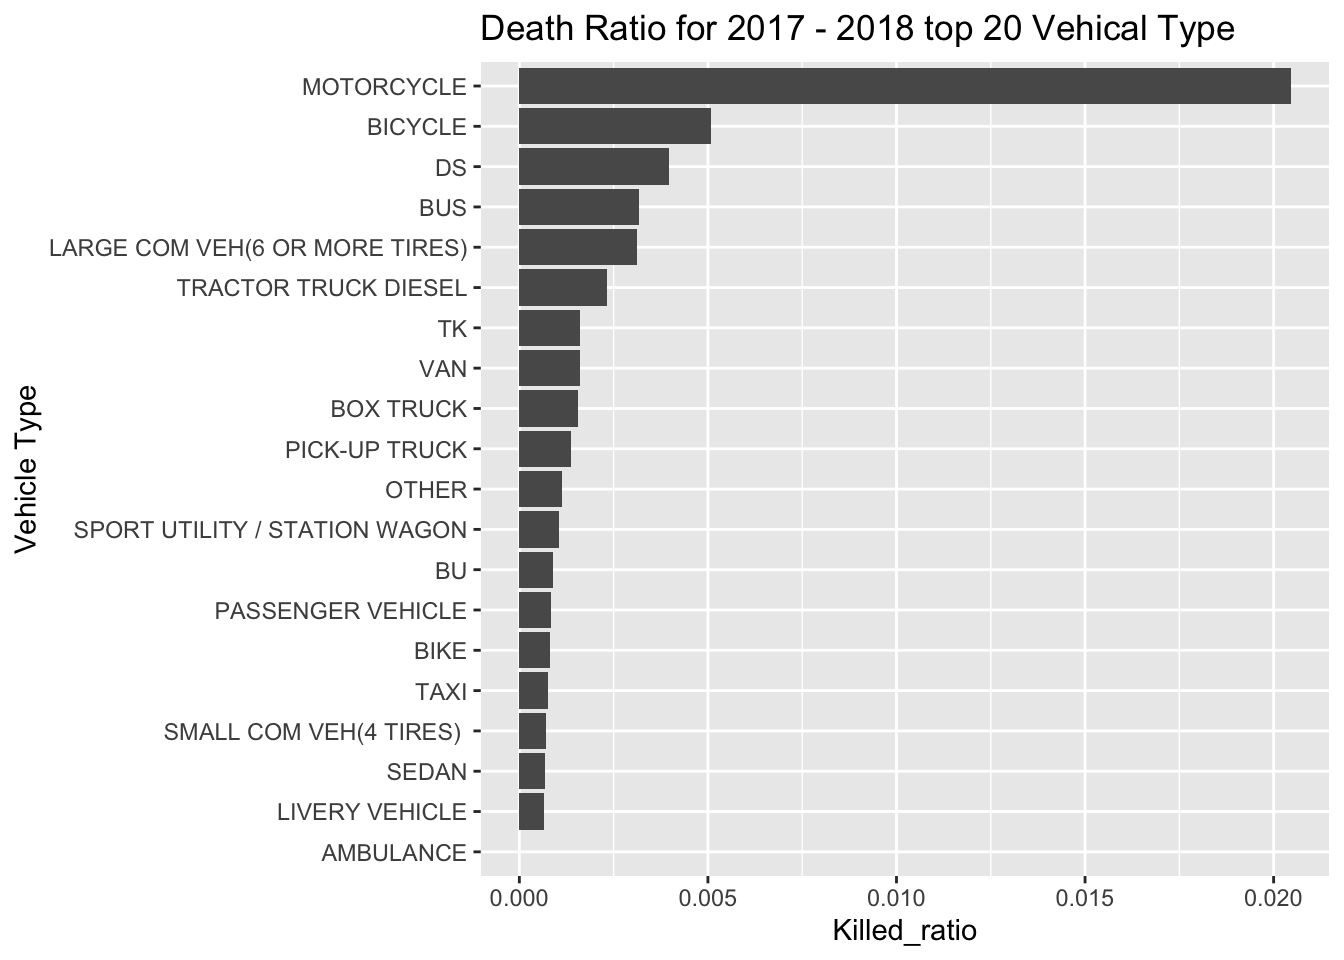 Death Ratio for 2017 - 2018 top 20 Vehical Type
MOTORCYCLE
BICYCLE
DS
BUS
LARGE COM VEH(6 OR MORE TIRES)
TRACTOR TRUCK DIESEL
TK
VAN
BOX TRUCK
PICK-UP TRUCK
OTHER
SPORT UTILITY / STATION WAGON
BU
PASSENGER VEHICLE
BIKE
TAXI
SMALL COM VEH(4 TIRES)
SEDAN
LIVERY VEHICLE
AMBULANCE
Vehicle Type
0.000 0.005 0.010 0.015 0.020
Killed_ratio